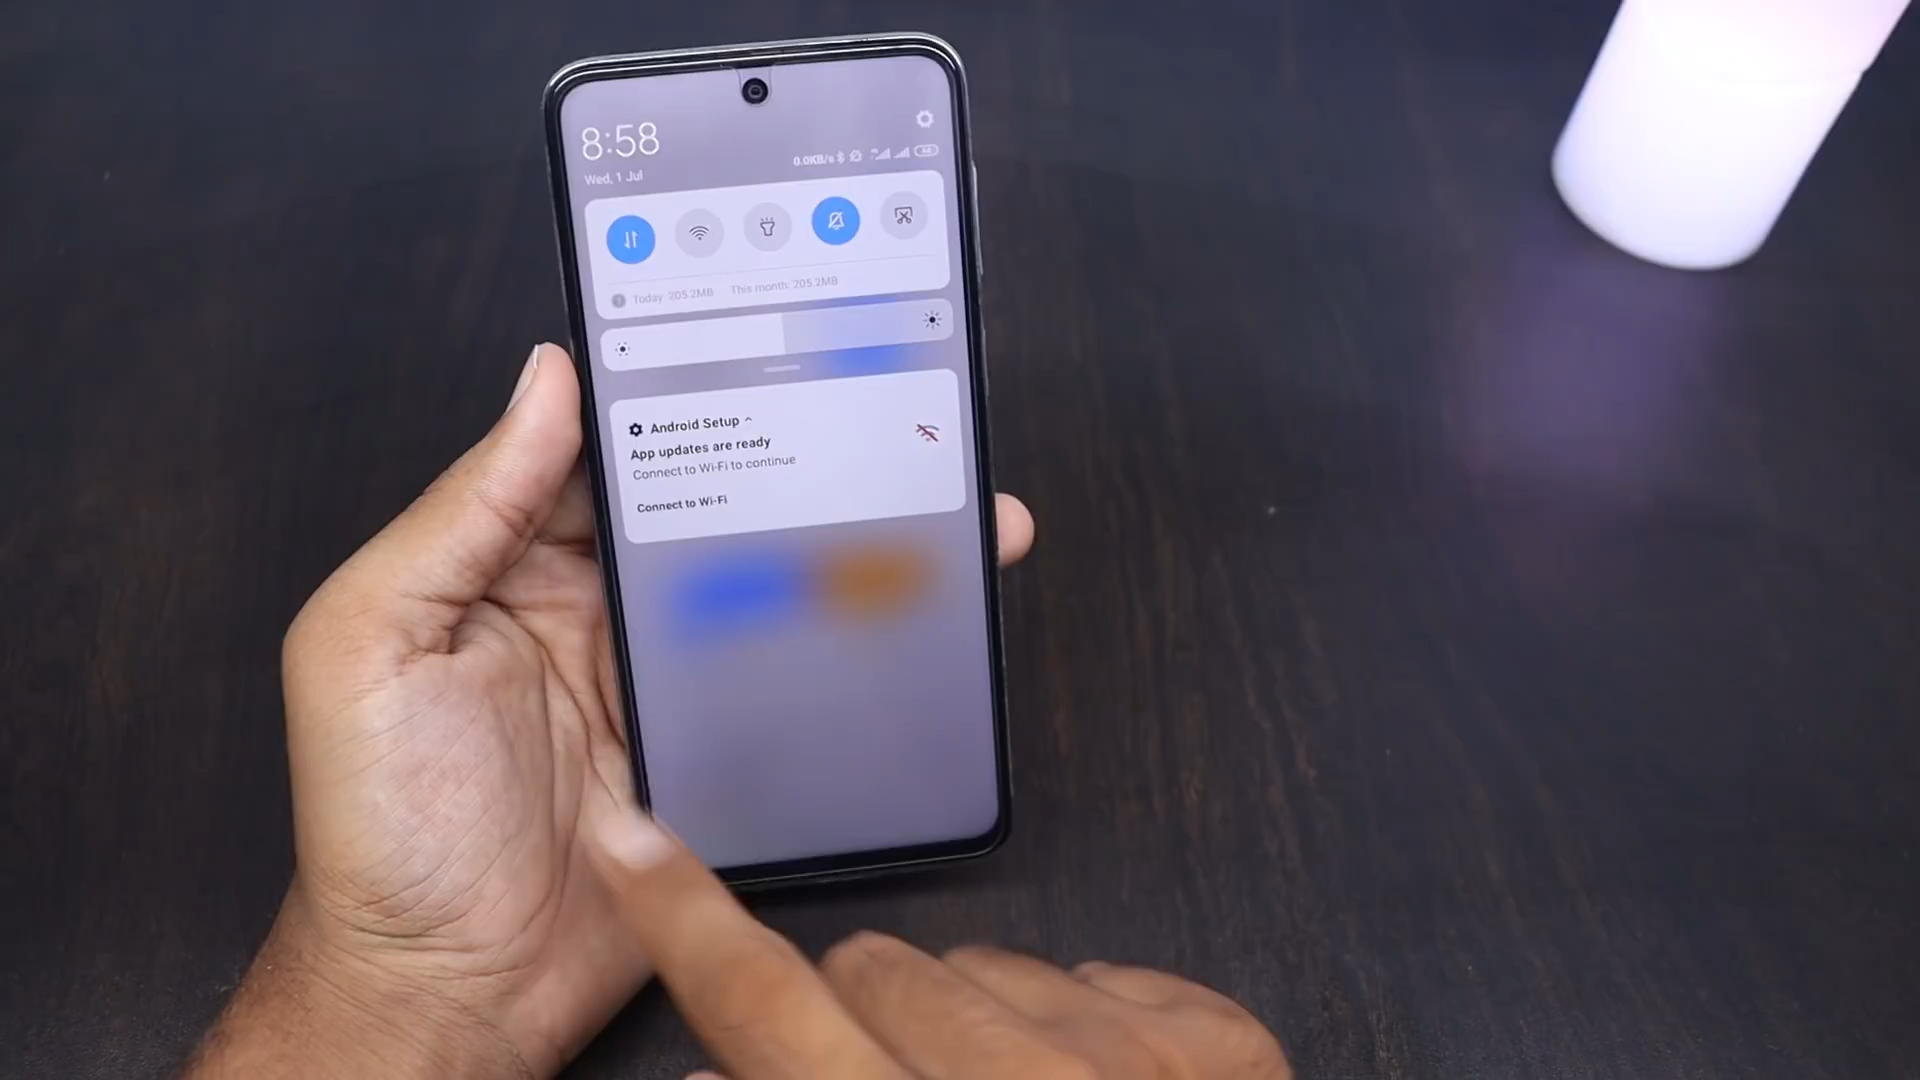 8:58
Wed, 1 Jul
0.0KB/s
Today 205.2MB This month: 205.2MB
Android Setup
App updates are ready
Connect to Wi-Fi to continue
Connect to Wi-Fi